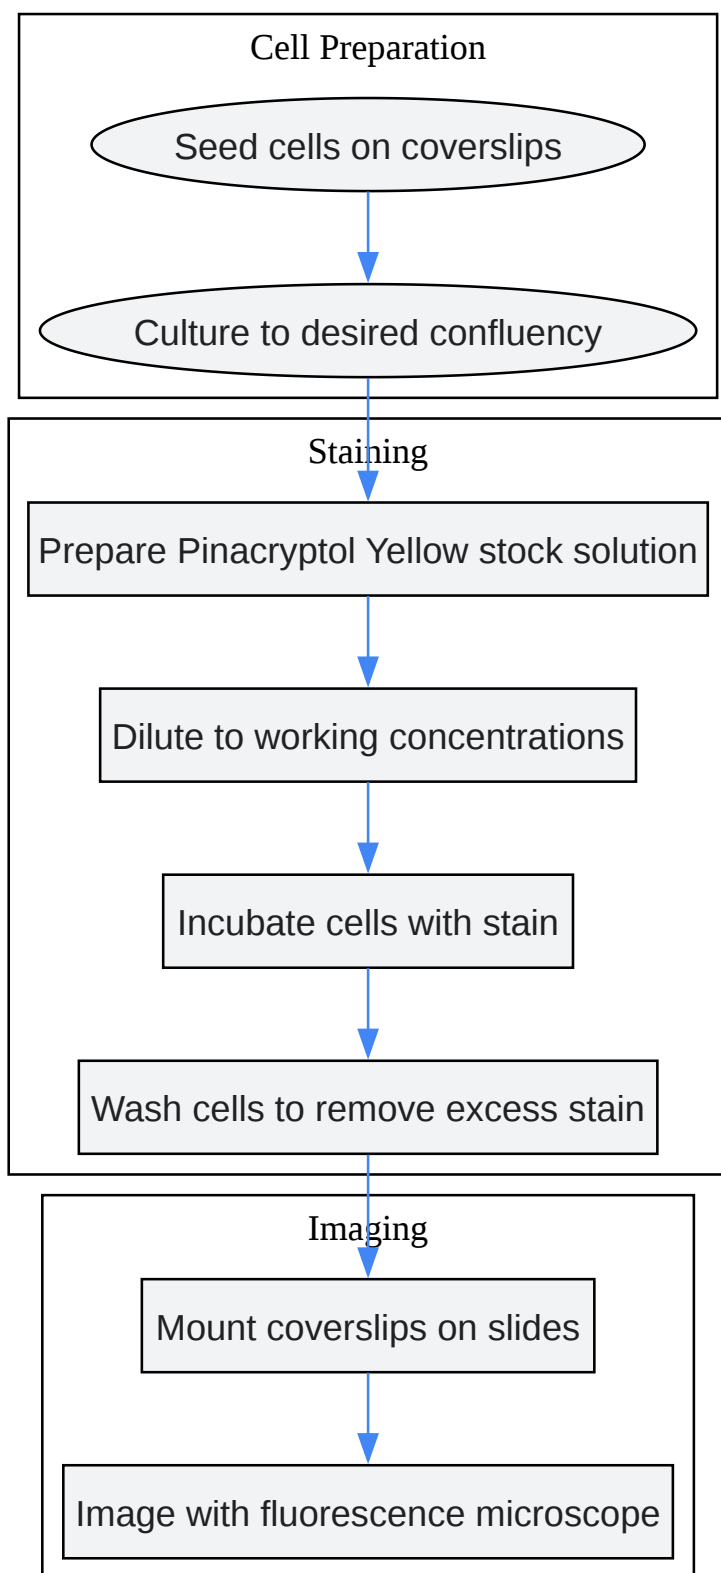 Cell Preparation
Seed cells on coverslips
Culture to desired confluency
Staining
Prepare Pinacryptol Yellow stock solution
Dilute to working concentrations
Incubate cells with stain
Wash cells to remove excess stain
Imaging
Mount coverslips on slides
Image with fluorescence microscope